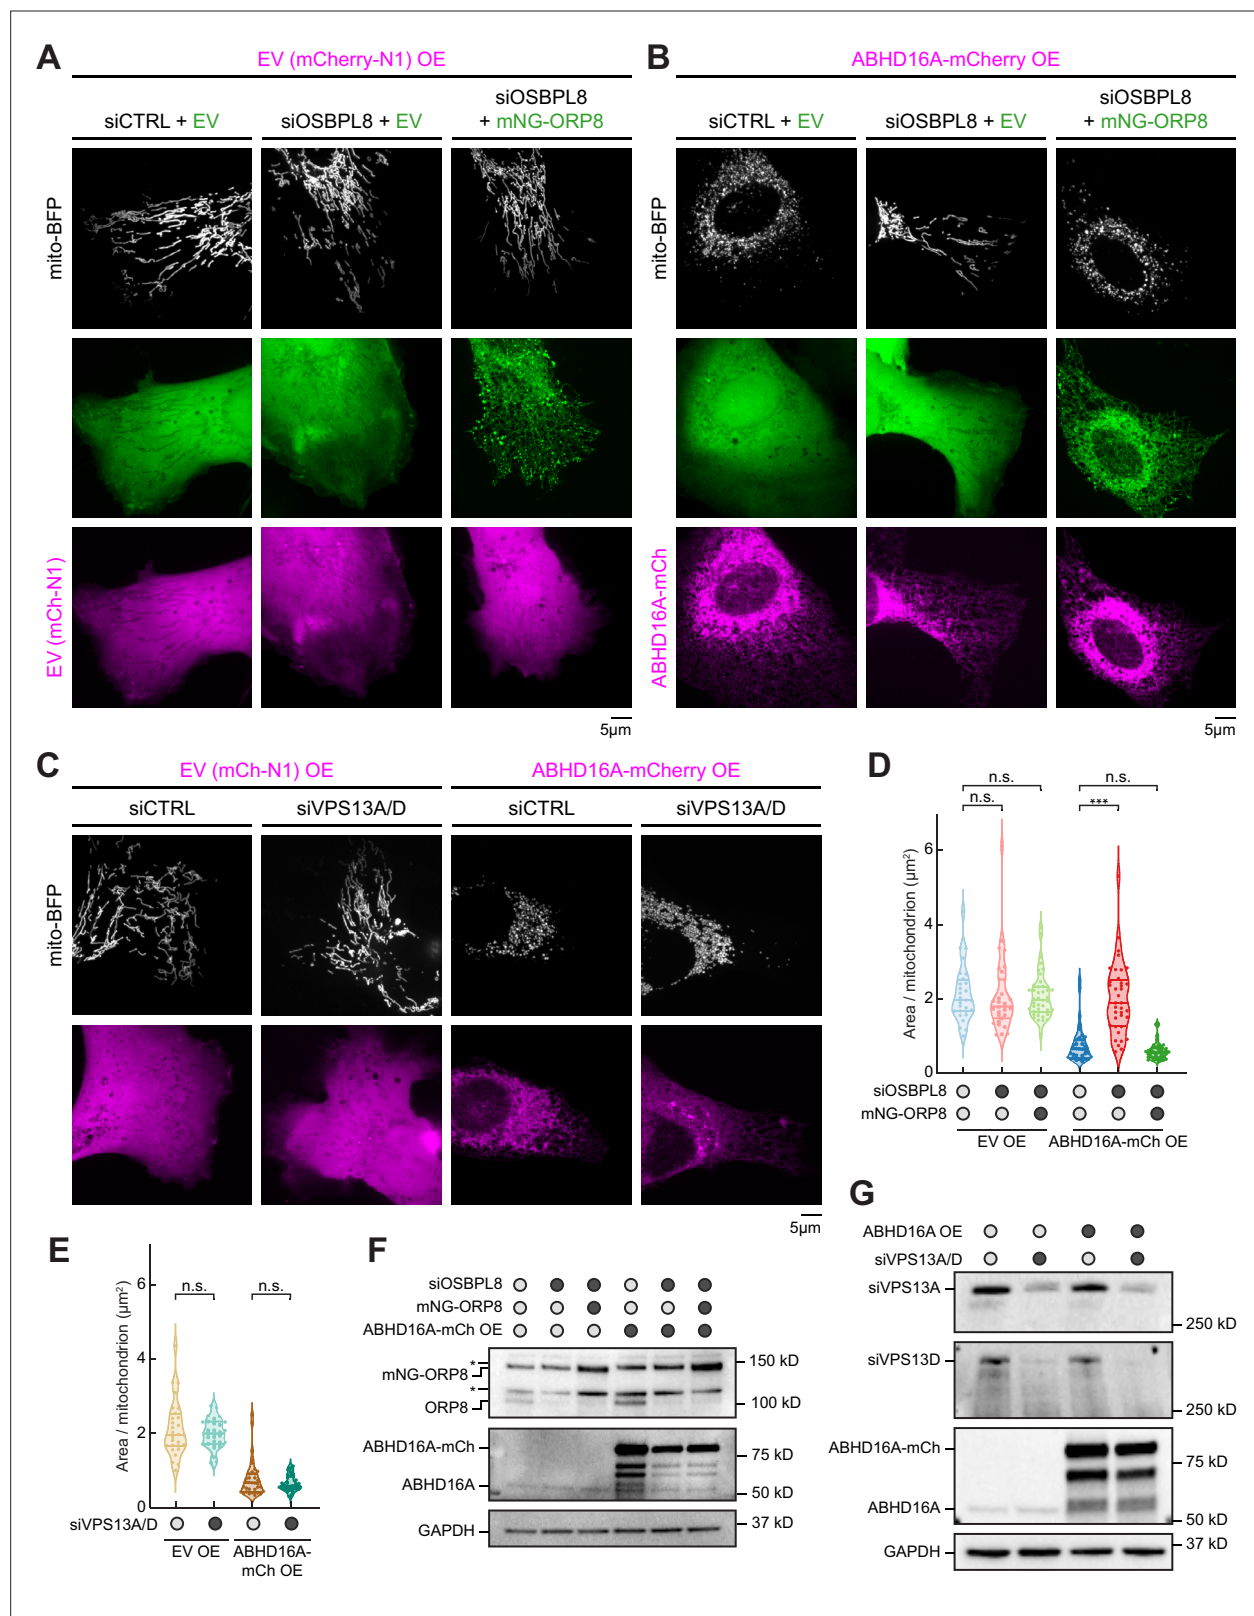 A
EV (mCherry-N1) OE
siCTRL + EV
siOSBPL8 + EV
siOSBPL8
+ mNG-ORP8
mito-BFP
EV (mCh-N1)
5µm
B
ABHD16A-mCherry OE
siCTRL + EV
siOSBPL8 + EV
siOSBPL8
+ mNG-ORP8
mito-BFP
ABHD16A-mCh
5µm
C
EV (mCh-N1) OE
ABHD16A-mCherry OE
siCTRL
siVPS13A/D
siCTRL
siVPS13A/D
mito-BFP
5µm
D
n.s.
n.s.
n.s.
***
Area / mitochondrion (µm²)
6
4
2
0
siOSBPL8
mNG-ORP8
EV OE
ABHD16A-mCh OE
E
n.s.
n.s.
Area / mitochondrion (µm²)
6
4
2
0
siVPS13A/D
EV OE
ABHD16A-
mCh OE
F
siOSBPL8
mNG-ORP8
ABHD16A-mCh OE
*
mNG-ORP8
*
ORP8
150 kD
100 kD
ABHD16A-mCh
ABHD16A
75 kD
50 kD
GAPDH
37 kD
G
ABHD16A OE
siVPS13A/D
siVPS13A
250 kD
siVPS13D
250 kD
ABHD16A-mCh
75 kD
ABHD16A
50 kD
GAPDH
37 kD